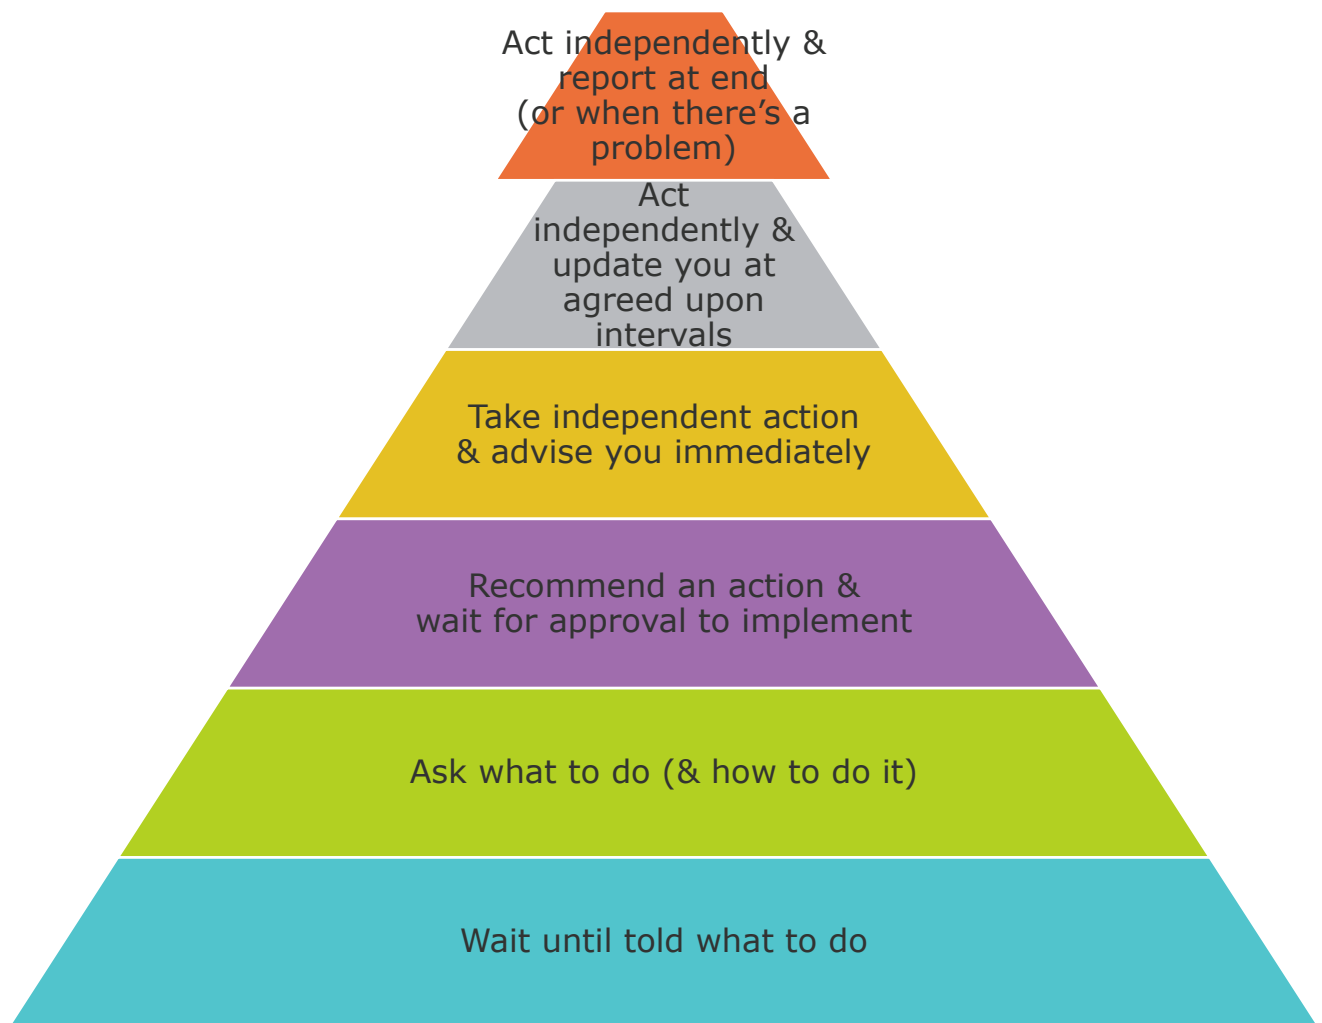 Act independently &
report at end
(or when there’s a
problem)
Act
independently &
update you at
agreed upon
intervals
Take independent action
& advise you immediately
Recommend an action &
wait for approval to implement
Ask what to do (& how to do it)
Wait until told what to do